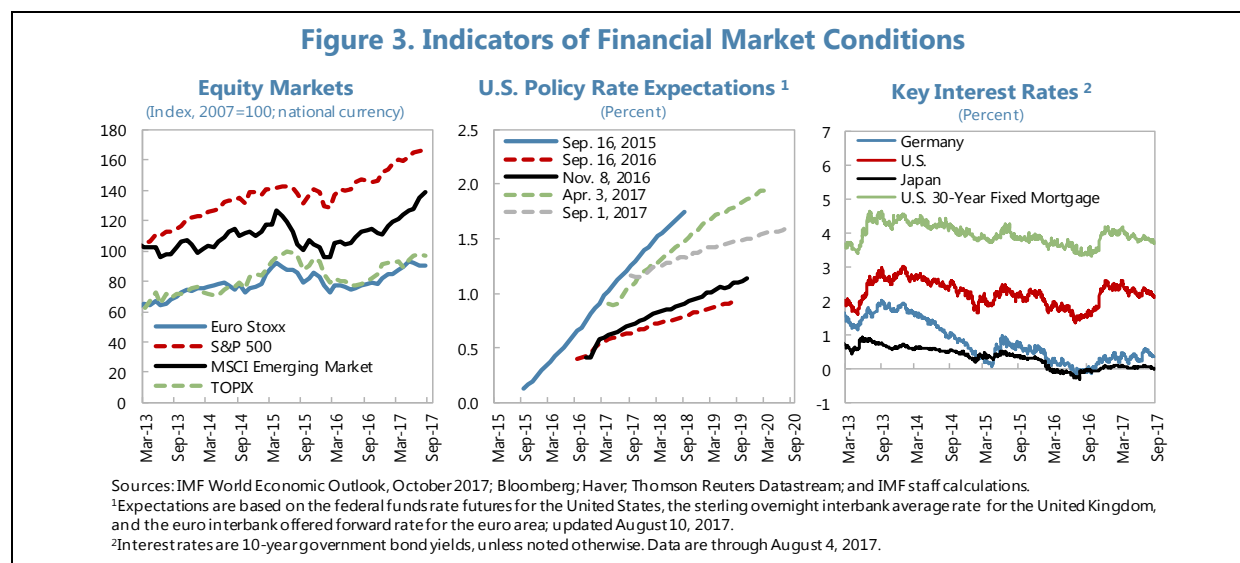 Figure 3. Indicators of Financial Market Conditions
Equity Markets
(Index, 2007=100; national currency)
180
160
140
120
100
80
60
40
20
0
Euro Stoxx
S&P 500
MSCI Emerging Market
TOPIX
Mar-13
Sep-13
Mar-14
Sep-14
Mar-15
Sep-15
Mar-16
Sep-16
Mar-17
Sep-17
U.S. Policy Rate Expectations 1
(Percent)
2.5
2.0
1.5
1.0
0.5
0.0
Sep. 16, 2015
Sep. 16, 2016
Nov. 8, 2016
Apr. 3, 2017
Sep. 1, 2017
Mar-15
Sep-15
Mar-16
Sep-16
Mar-17
Sep-17
Mar-18
Sep-18
Mar-19
Sep-19
Mar-20
Sep-20
Key Interest Rates 2
(Percent)
7
6
5
4
3
2
1
0
-1
Germany
U.S.
Japan
U.S. 30-Year Fixed Mortgage
Mar-13
Sep-13
Mar-14
Sep-14
Mar-15
Sep-15
Mar-16
Sep-16
Mar-17
Sep-17
Sources: IMF World Economic Outlook, October 2017; Bloomberg; Haver; Thomson Reuters Datastream; and IMF staff calculations.
1Expectations are based on the federal funds rate futures for the United States, the sterling overnight interbank average rate for the United Kingdom,
and the euro interbank offered forward rate for the euro area; updated August 10, 2017.
2Interest rates are 10-year government bond yields, unless noted otherwise. Data are through August 4, 2017.